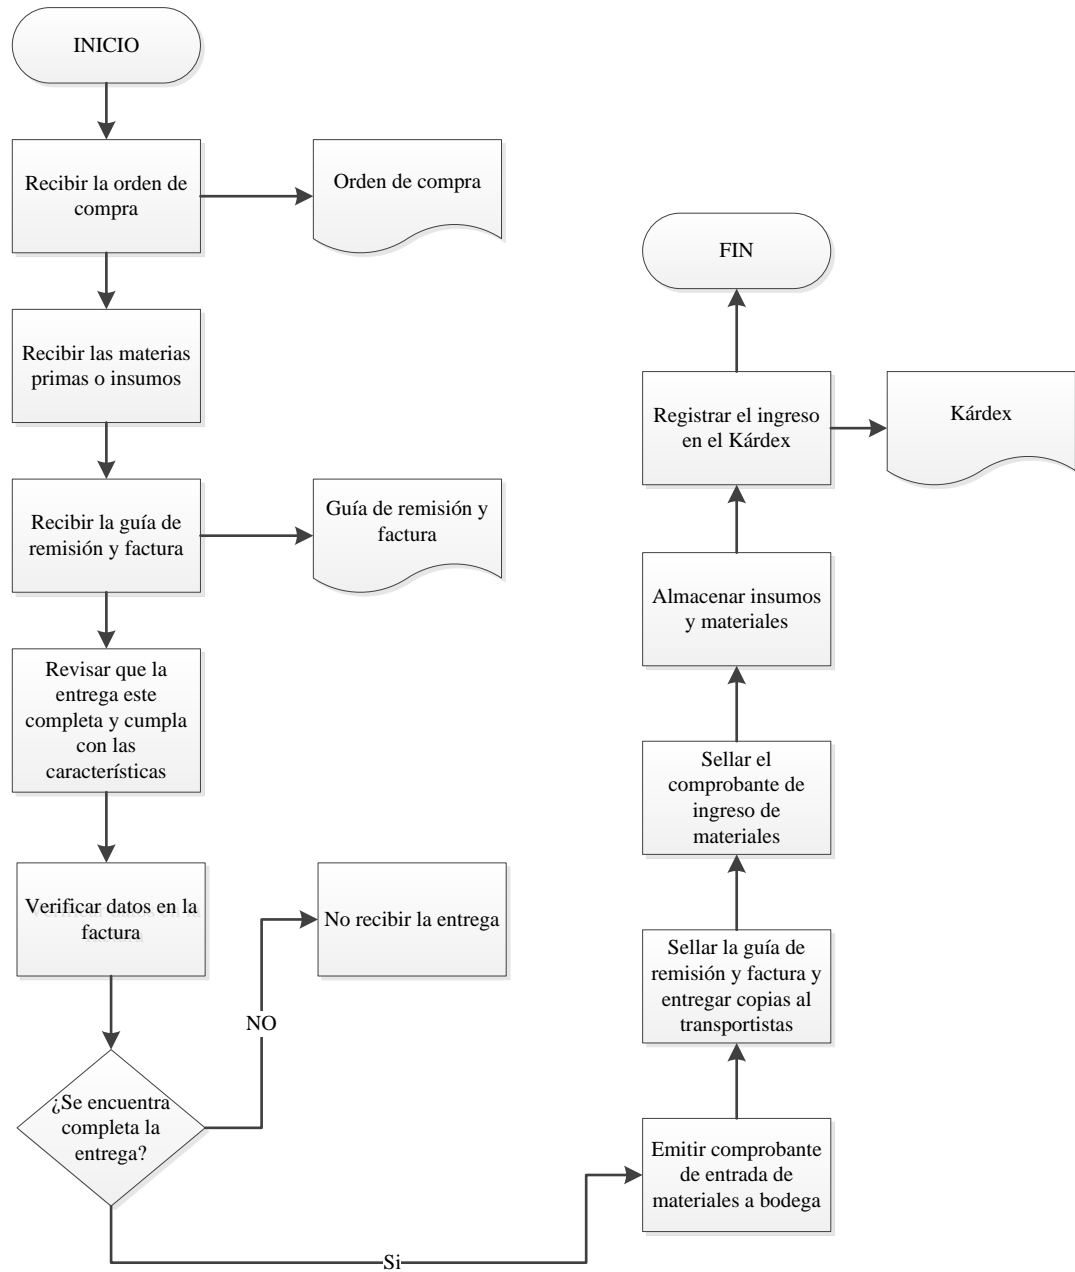 INICIO
Recibir la orden de
compra
Orden de compra
Recibir las materias
primas o insumos
Recibir la guía de
remisión y factura
Guía de remisión y
factura
Revisar que la
entrega este
completa y cumpla
con las
características
Verificar datos en la
factura
No recibir la entrega
NO
¿Se encuentra
completa la
entrega?
Si
Emitir comprobante
de entrada de
materiales a bodega
Sellar la guía de
remisión y factura y
entregar copias al
transportistas
Sellar el
comprobante de
ingreso de
materiales
Almacenar insumos
y materiales
Registrar el ingreso
en el Kárdex
Kárdex
FIN